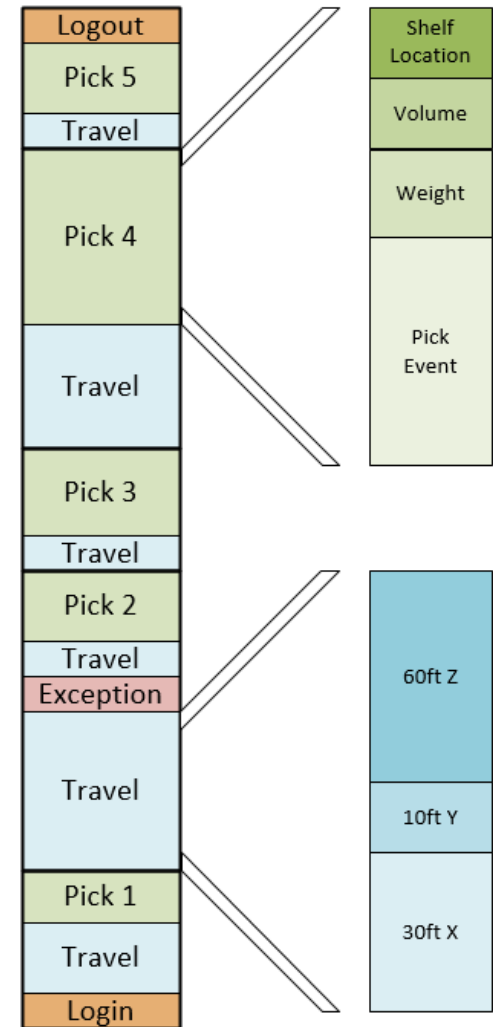 Logout
Pick 5
Travel
Pick 4
Travel
Pick 3
Travel
Pick 2
Travel
Exception
Travel
Pick 1
Travel
Login
Shelf
Location
Volume
Weight
Pick
Event
60ft Z
10ft Y
30ft X